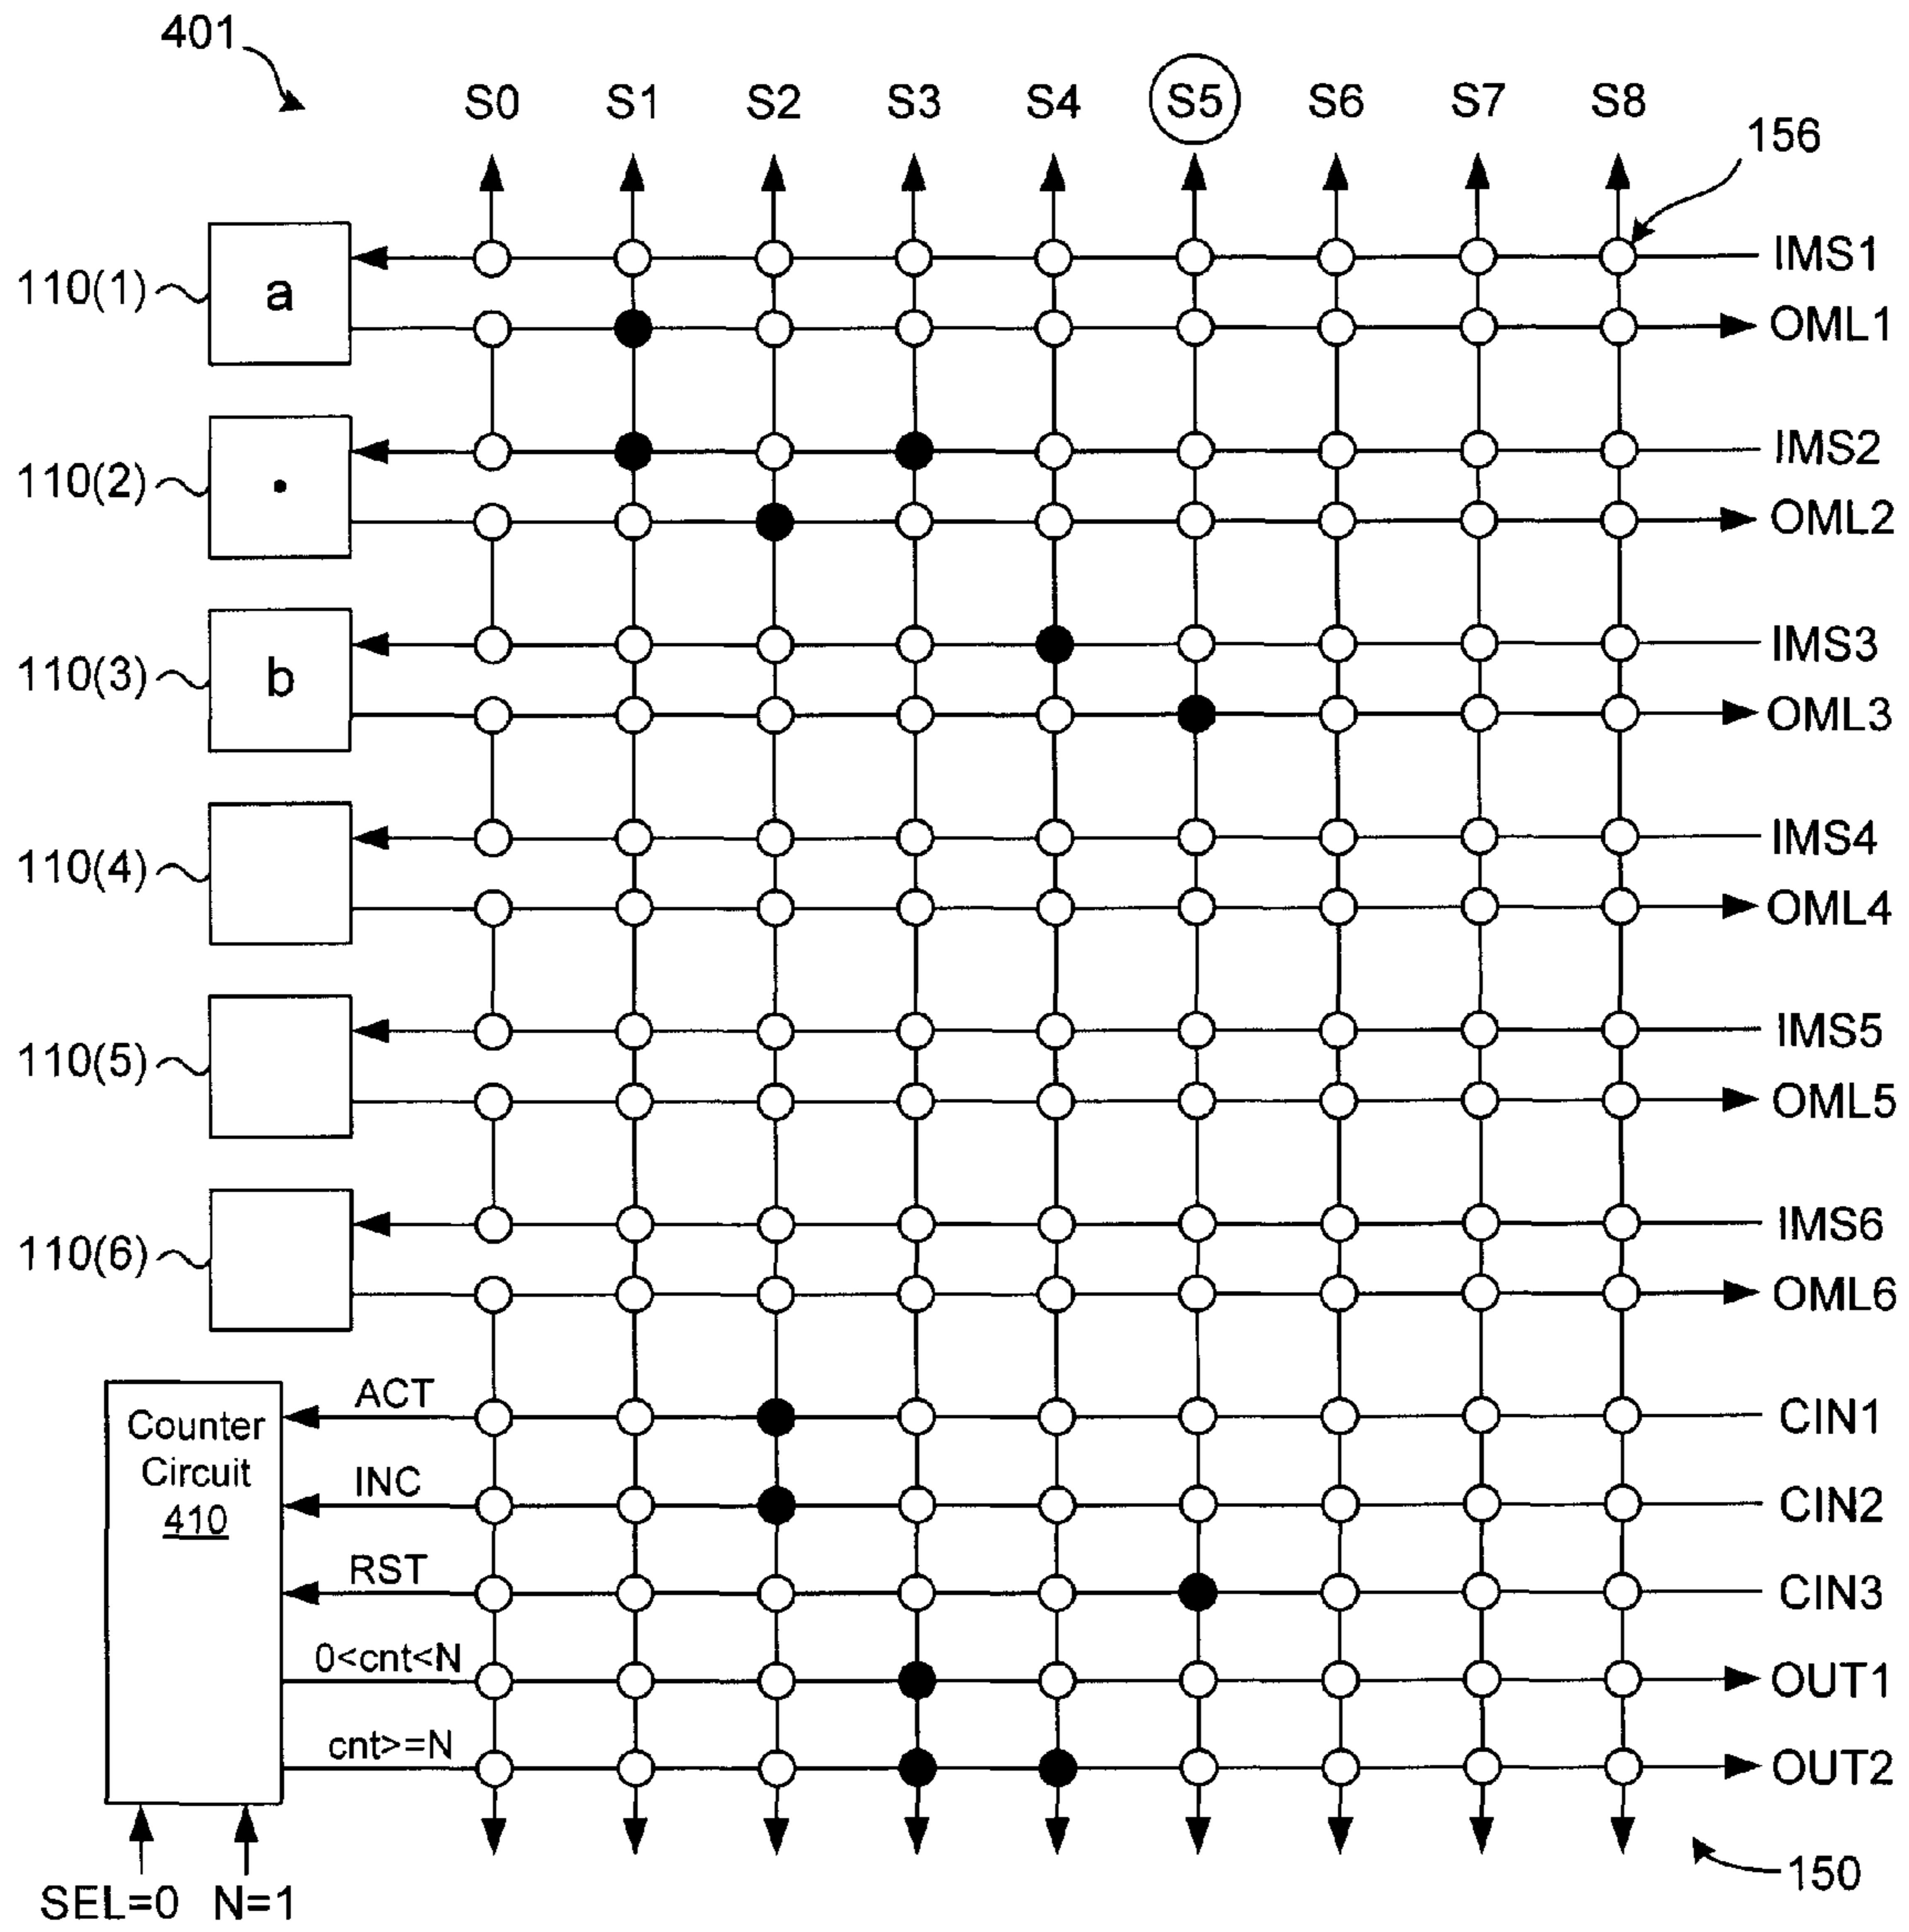 401
S0 S1 S2 S3 S4 S5 S6 S7 S8
156
110(1) a IMS1
OML1
110(2) • IMS2
OML2
110(3) b IMS3
OML3
110(4) IMS4
OML4
110(5) IMS5
OML5
110(6) IMS6
OML6
Counter
Circuit
410
ACT CIN1
INC CIN2
RST CIN3
0<cnt<N OUT1
cnt>=N OUT2
SEL=0 N=1
150